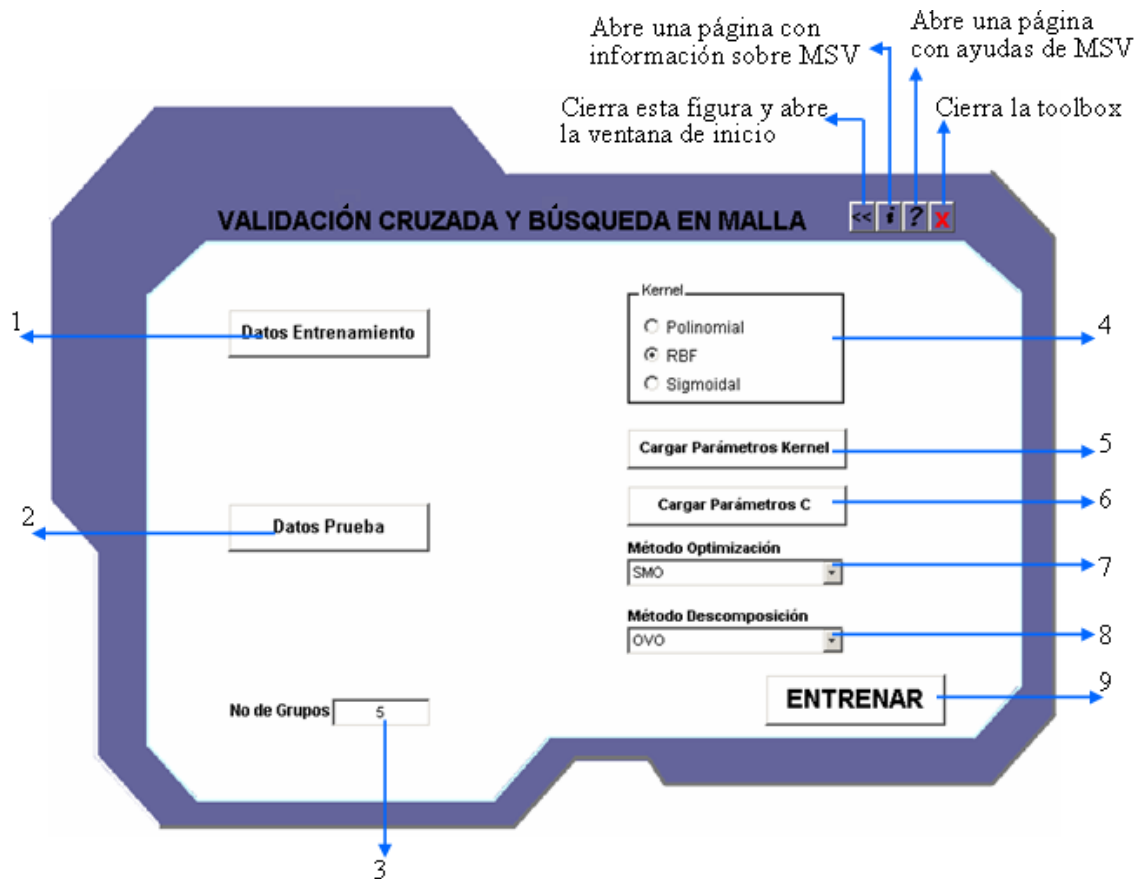 Abre una página con
información sobre MSV
Abre una página
con ayudas de MSV
Cierra esta figura y abre
la ventana de inicio
Cierra la toolbox
VALIDACIÓN CRUZADA Y BÚSQUEDA EN MALLA
<< i ? X
1
Datos Entrenamiento
Kernel
Polinomial
RBF
Sigmoidal
4
Cargar Parámetros Kernel
5
Cargar Parámetros C
6
2
Datos Prueba
Método Optimización
SMO
7
Método Descomposición
OVO
8
No de Grupos 5
ENTRENAR
9
3